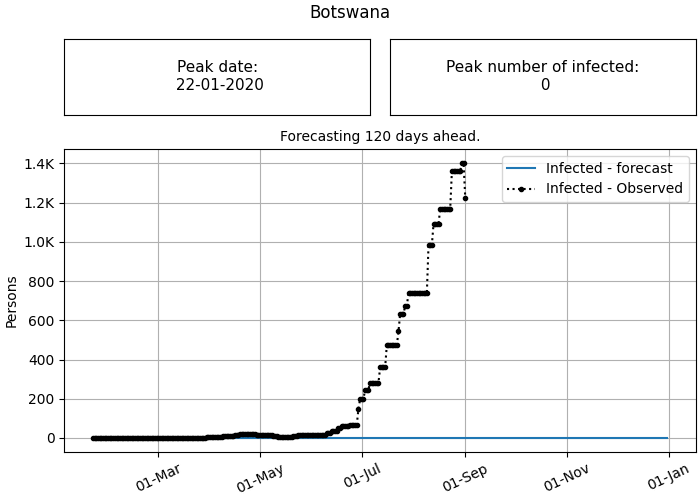 Botswana
Peak date:
22-01-2020
Peak number of infected:
0
Forecasting 120 days ahead.
1.4K
1.2K
1.0K
800
600
400
200
0
Persons
Infected - forecast
Infected - Observed
01-Mar
01-May
01-Jul
01-Sep
01-Nov
01-Jan